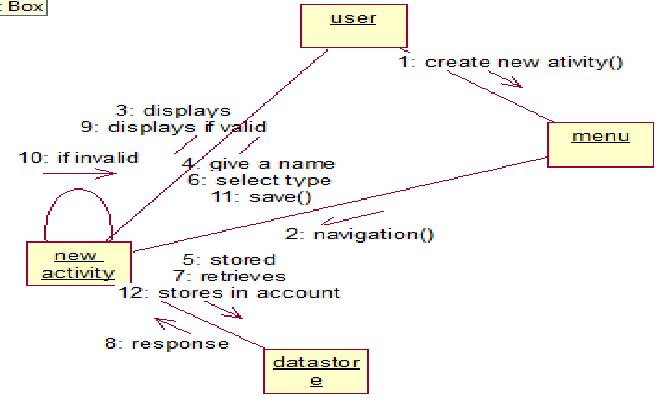 : Box
user
1: create new ativity()
3: displays
9: displays if valid
menu
10: if invalid
4: give a name
6: select type
11: save()
2: navigation()
new
activity
5: stored
7: retrieves
12: stores in account
8: response
datastor
e